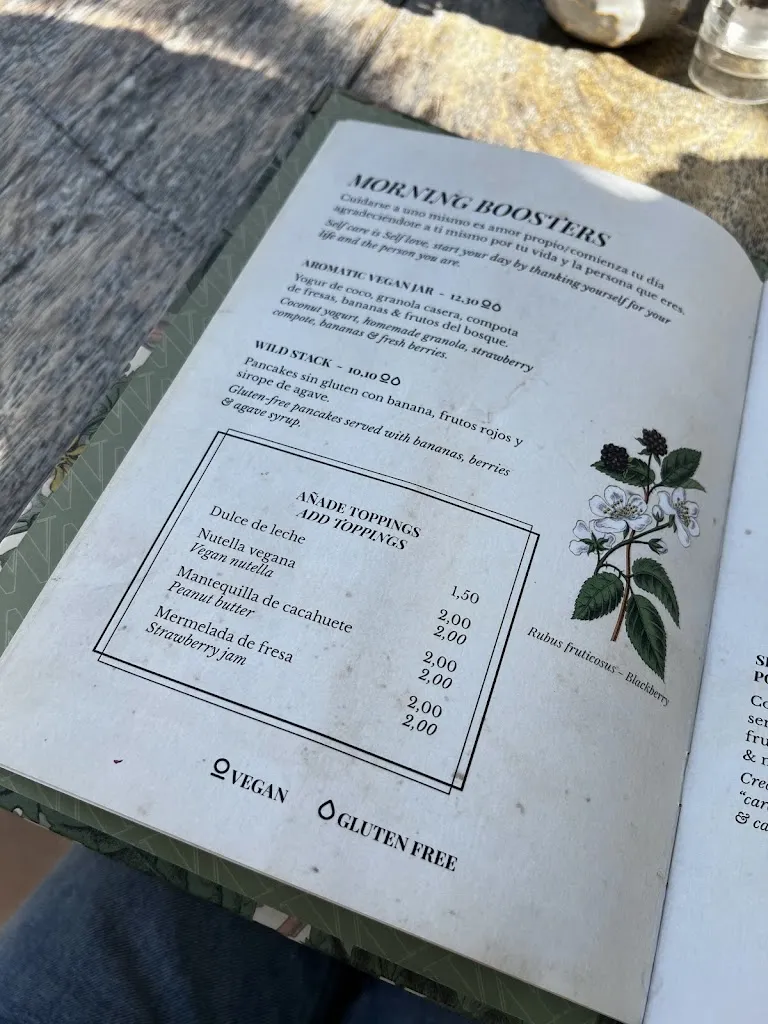 MORNING BOOSTERS
Cuidarse a uno mismo es amor propio/comienza tu día
agradeciéndote a ti mismo por tu vida y la persona que eres.
Self care is Self love, start your day by thanking yourself for your
life and the person you are.
AROMATIC VEGAN JAR - 12.30
Yogur de coco, granola casera, compota
de fresas, bananas & frutos del bosque.
Coconut yogurt, homemade granola, strawberry
compote, bananas & fresh berries.
WILD STACK - 10.10
Pancakes sin gluten con banana, frutos rojos y
sirope de agave.
Gluten-free pancakes served with bananas, berries
& agave syrup.
AÑADE TOPPINGS
ADD TOPPINGS
Dulce de leche 1,50
Nutella vegana 2,00
Vegan nutella 2,00
Mantequilla de cacahuete 2,00
Peanut butter 2,00
Mermelada de fresa 2,00
Strawberry jam 2,00
Rubus fruticosus - Blackberry
VEGAN
GLUTEN FREE
& ca